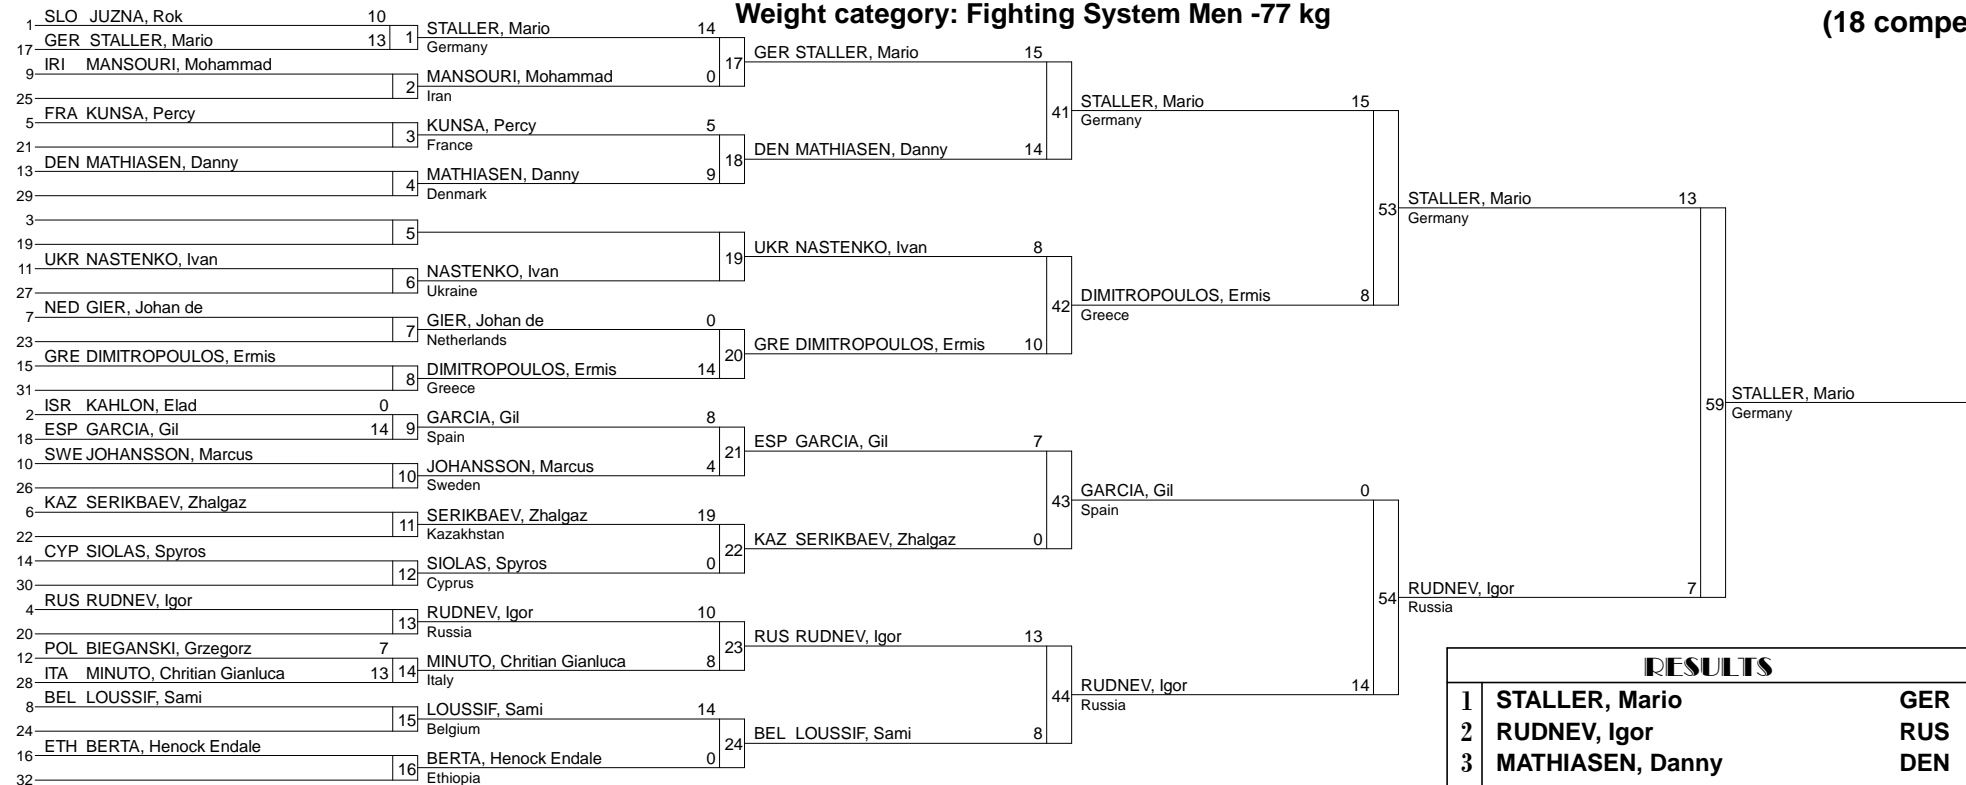 Weight category: Fighting System Men -77 kg
(18 compe
1 SLO JUZNA, Rok 10
17 GER STALLER, Mario 13 1
9 IRI MANSOURI, Mohammad
25 2
5 FRA KUNSA, Percy
21 3
13 DEN MATHIASEN, Danny
29 4
3
19 5
11 UKR NASTENKO, Ivan
27 6
7 NED GIER, Johan de
23 7
15 GRE DIMITROPOULOS, Ermis
31 8
2 ISR KAHLON, Elad 0
18 ESP GARCIA, Gil 14 9
10 SWE JOHANSSON, Marcus
26 10
6 KAZ SERIKBAEV, Zhalgaz
22 11
14 CYP SIOLAS, Spyros
30 12
4 RUS RUDNEV, Igor
20 13
12 POL BIEGANSKI, Grzegorz 7
28 ITA MINUTO, Chritian Gianluca 13 14
8 BEL LOUSSIF, Sami
24 15
16 ETH BERTA, Henock Endale
32 16
STALLER, Mario 14
Germany
17
MANSOURI, Mohammad 0
Iran
KUNSA, Percy 5
France
18
MATHIASEN, Danny 9
Denmark
19
NASTENKO, Ivan
Ukraine
GIER, Johan de 0
Netherlands
20
DIMITROPOULOS, Ermis 14
Greece
GARCIA, Gil 8
Spain
21
JOHANSSON, Marcus 4
Sweden
SERIKBAEV, Zhalgaz 19
Kazakhstan
22
SIOLAS, Spyros 0
Cyprus
RUDNEV, Igor 10
Russia
23
MINUTO, Chritian Gianluca 8
Italy
LOUSSIF, Sami 14
Belgium
24
BERTA, Henock Endale 0
Ethiopia
GER STALLER, Mario 15
41
DEN MATHIASEN, Danny 14
UKR NASTENKO, Ivan 8
42
GRE DIMITROPOULOS, Ermis 10
ESP GARCIA, Gil 7
43
KAZ SERIKBAEV, Zhalgaz 0
RUS RUDNEV, Igor 13
44
BEL LOUSSIF, Sami 8
STALLER, Mario 15
Germany
53
DIMITROPOULOS, Ermis 8
Greece
GARCIA, Gil 0
Spain
54
RUDNEV, Igor 14
Russia
STALLER, Mario 13
Germany
59
RUDNEV, Igor 7
Russia
STALLER, Mario
Germany
RESULTS
1 STALLER, Mario GER
2 RUDNEV, Igor RUS
3 MATHIASEN, Danny DEN